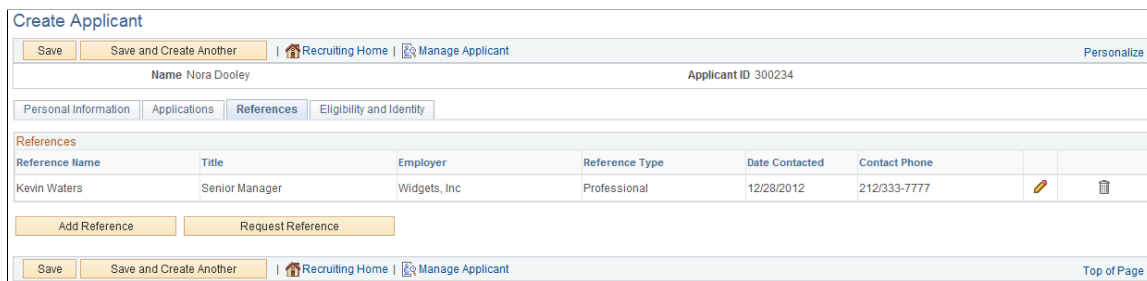 Create Applicant
Save Save and Create Another | Recruiting Home | Manage Applicant Personalize
Name Nora Dooley Applicant ID 300234
Personal Information Applications References Eligibility and Identity
References
Reference Name Title Employer Reference Type Date Contacted Contact Phone
Kevin Waters Senior Manager Widgets, Inc Professional 12/28/2012 212/333-7777
Add Reference Request Reference
Save Save and Create Another | Recruiting Home | Manage Applicant Top of Page